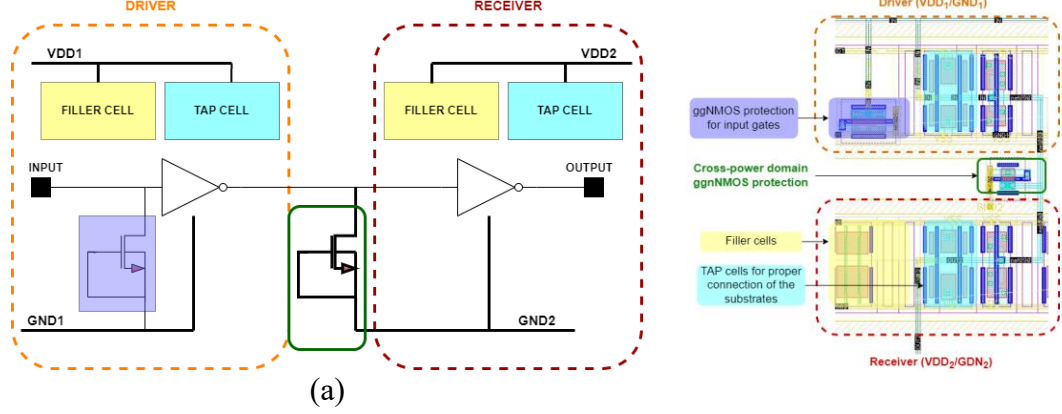 DRIVER
RECEIVER
VDD1
VDD2
FILLER CELL
TAP CELL
FILLER CELL
TAP CELL
INPUT
OUTPUT
GND1
GND2
(a)
Driver (VDD1/GND1)
ggNMOS protection
for input gates
Cross-power domain
ggnNMOS protection
Filler cells
TAP cells for proper
connection of the
substrates
Receiver (VDD2/GDN2)